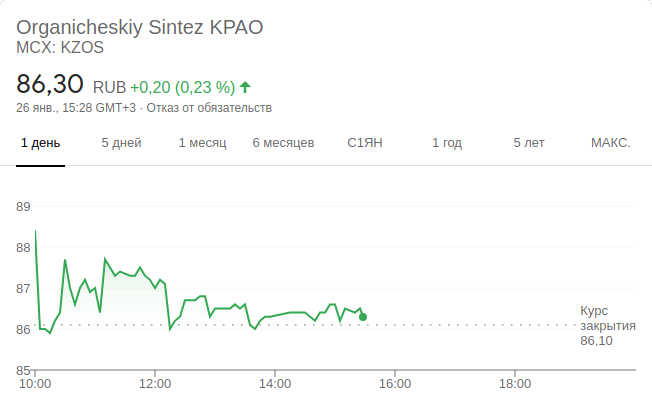 Organicheskiy Sintez KPAO
MCX: KZOS
86,30 RUB +0,20 (0,23 %)
26 янв., 15:28 GMT+3 · Отказ от обязательств
1 день 5 дней 1 месяц 6 месяцев С1ЯН 1 год 5 лет МАКС.
89
88
87
86
85
Курс
закрытия
86,10
10:00 12:00 14:00 16:00 18:00